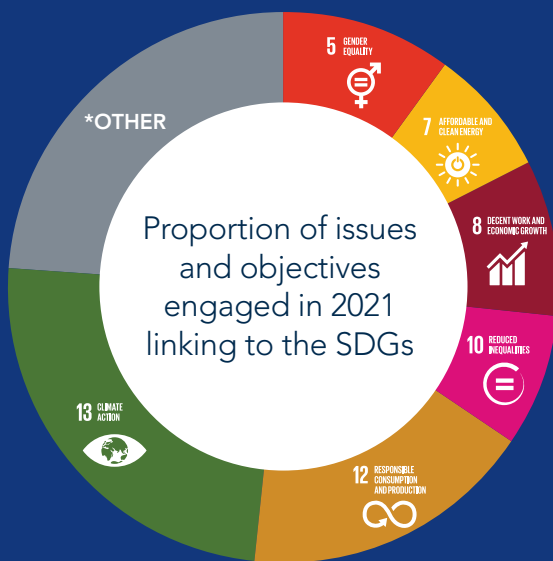 5 GENDER
EQUALITY
7 AFFORDABLE AND
CLEAN ENERGY
8 DECENT WORK AND
ECONOMIC GROWTH
10 REDUCED
INEQUALITIES
12 RESPONSIBLE
CONSUMPTION
AND PRODUCTION
13 CLIMATE
ACTION
*OTHER
Proportion of issues
and objectives
engaged in 2021
linking to the SDGs